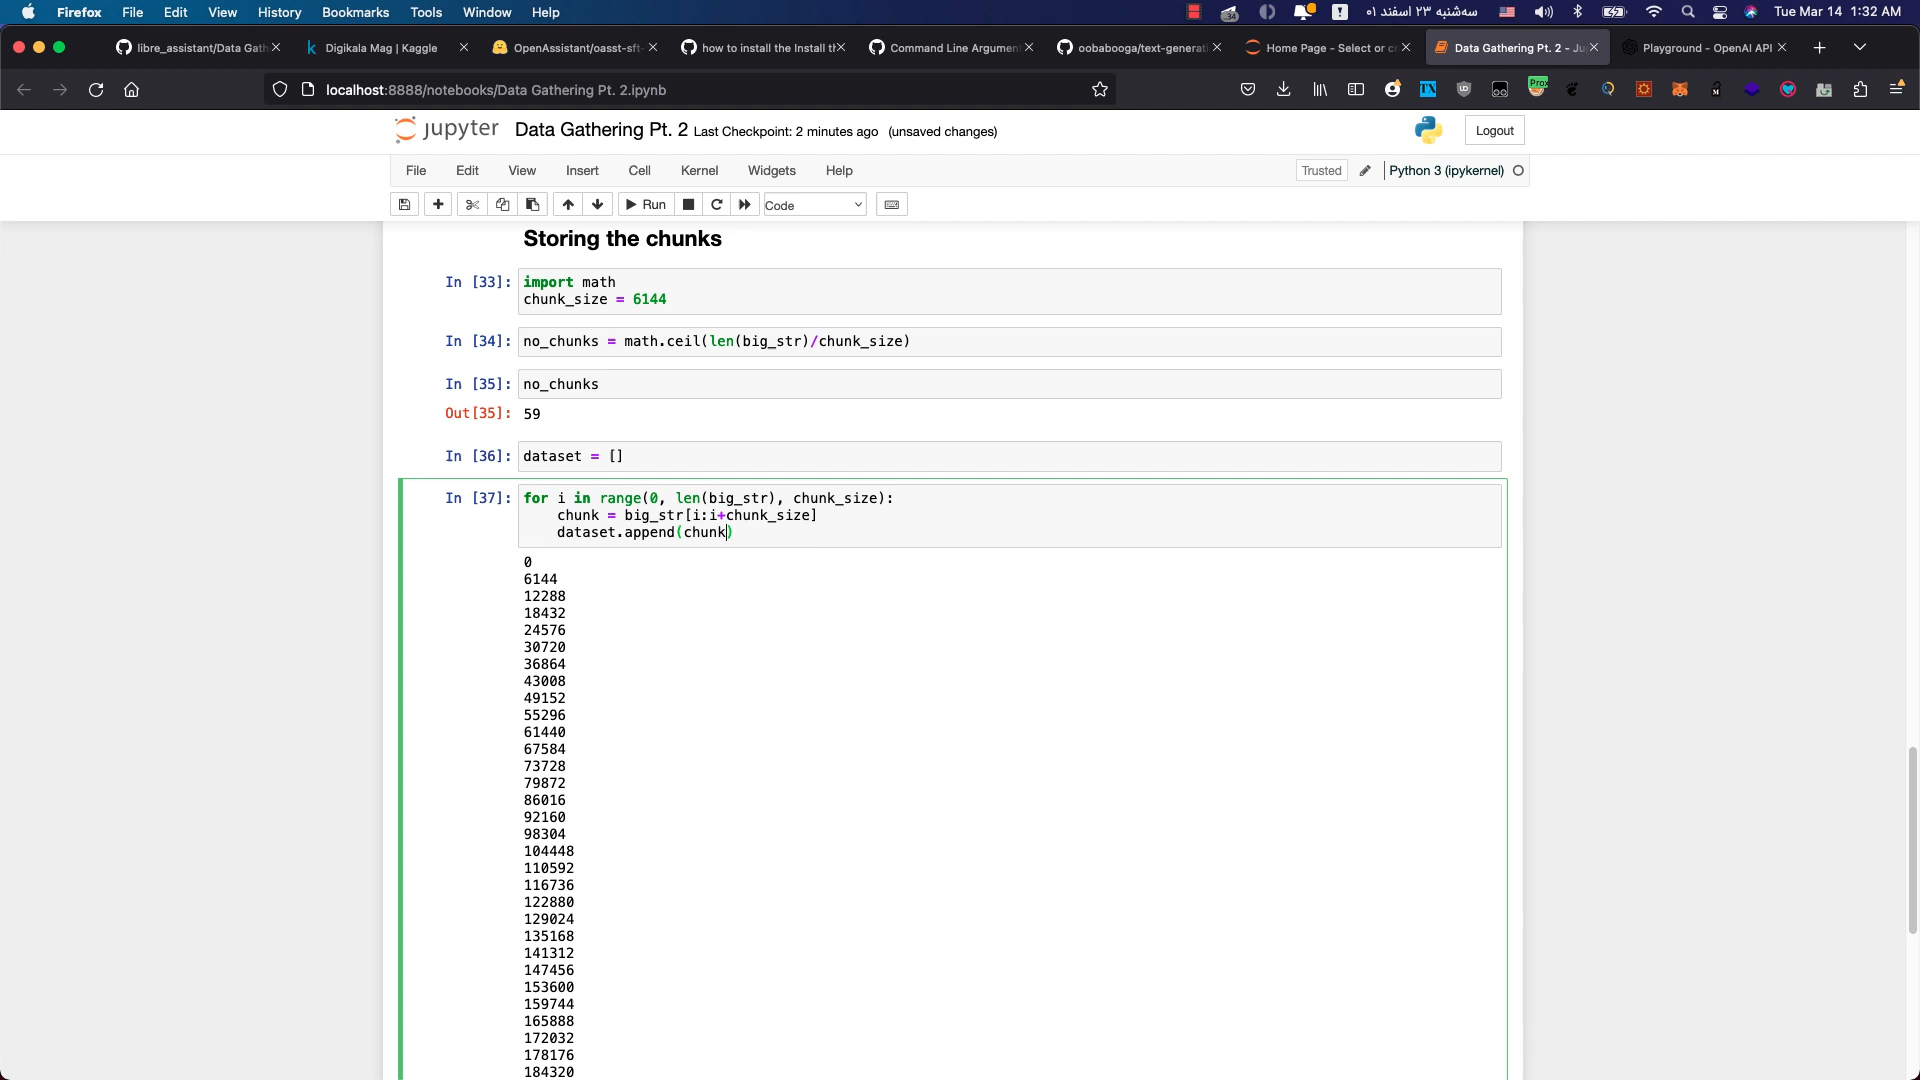 Firefox File Edit View History Bookmarks Tools Window Help سه‌شنبه ۲۳ اسفند ۰۱ Tue Mar 14 1:32 AM
libre_assistant/Data Gath Digikala Mag | Kaggle OpenAssistant/oasst-sft- how to install the Install th Command Line Argumen oobabooga/text-generati Home Page - Select or cr Data Gathering Pt. 2 - Ju Playground - OpenAI API
localhost:8888/notebooks/Data Gathering Pt. 2.ipynb
jupyter Data Gathering Pt. 2 Last Checkpoint: 2 minutes ago (unsaved changes) Logout
File Edit View Insert Cell Kernel Widgets Help Trusted Python 3 (ipykernel)
Run Code
Storing the chunks
In [33]: import math
chunk_size = 6144
In [34]: no_chunks = math.ceil(len(big_str)/chunk_size)
In [35]: no_chunks
Out[35]: 59
In [36]: dataset = []
In [37]: for i in range(0, len(big_str), chunk_size):
chunk = big_str[i:i+chunk_size]
dataset.append(chunk)
0
6144
12288
18432
24576
30720
36864
43008
49152
55296
61440
67584
73728
79872
86016
92160
98304
104448
110592
116736
122880
129024
135168
141312
147456
153600
159744
165888
172032
178176
184320